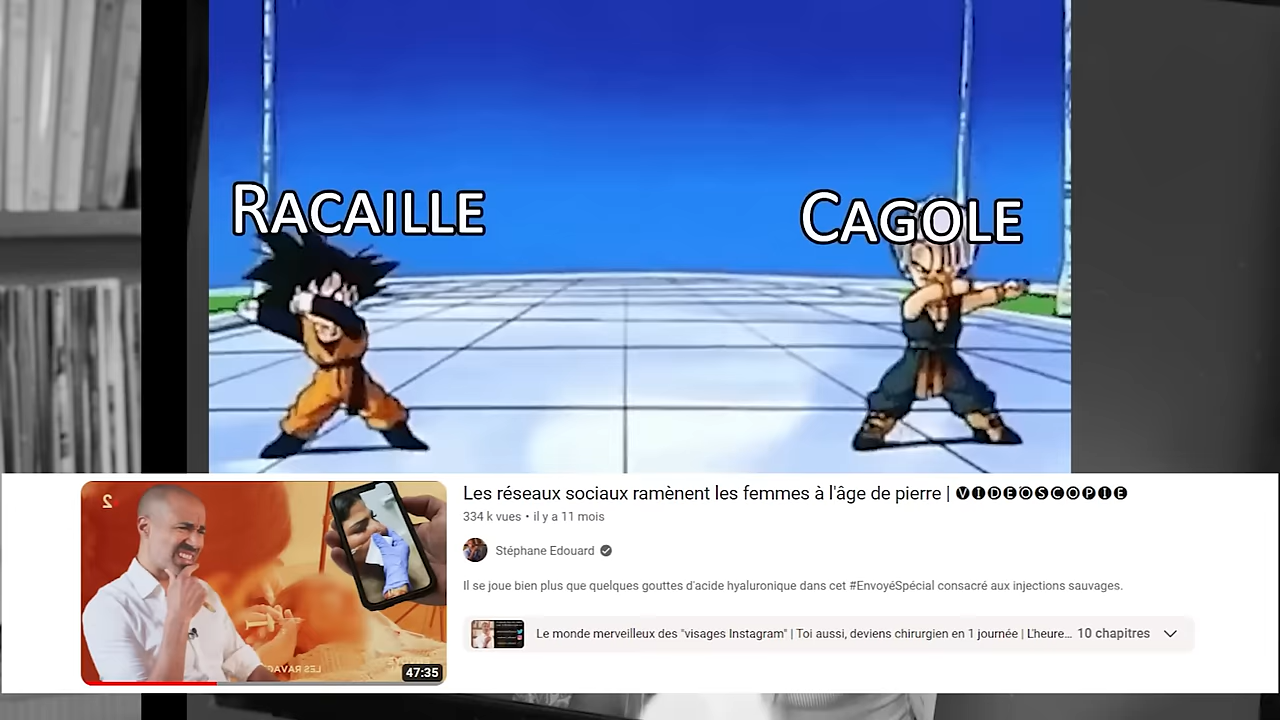 RACAILLE
CAGOLE
Les réseaux sociaux ramènent les femmes à l'âge de pierre | 🅥🅘🅓🅔🅞🅢🅒🅞🅟🅘🅔
334 k vues • il y a 11 mois
Stéphane Edouard
Il se joue bien plus que quelques gouttes d'acide hyaluronique dans cet #EnvoyéSpécial consacré aux injections sauvages.
Le monde merveilleux des "visages Instagram" | Toi aussi, deviens chirurgien en 1 journée | L'heure... 10 chapitres
2
LES RAVAG
47:35